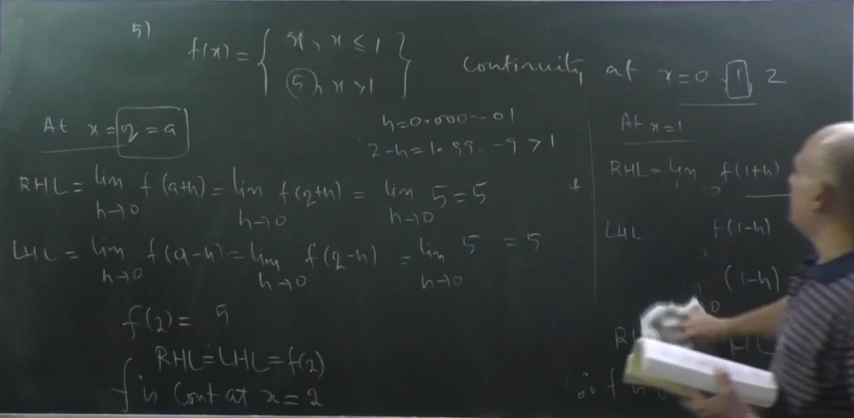 5)
f(x) = { x, x ≤ 1
5, x > 1 }
Continuity at x = 0, 1, 2
At x = 2 = a
h = 0.000---01
2-h = 1.99--9 > 1
RHL = lim h→0 f(a+h) = lim h→0 f(2+h) = lim h→0 5 = 5
LHL = lim h→0 f(a-h) = lim h→0 f(2-h) = lim h→0 5 = 5
f(2) = 5
RHL = LHL = f(2)
f is Cont at x = 2
At x = 1
RHL = lim f(1+h)
LHL f(1-h)
(1-h)
∴ f